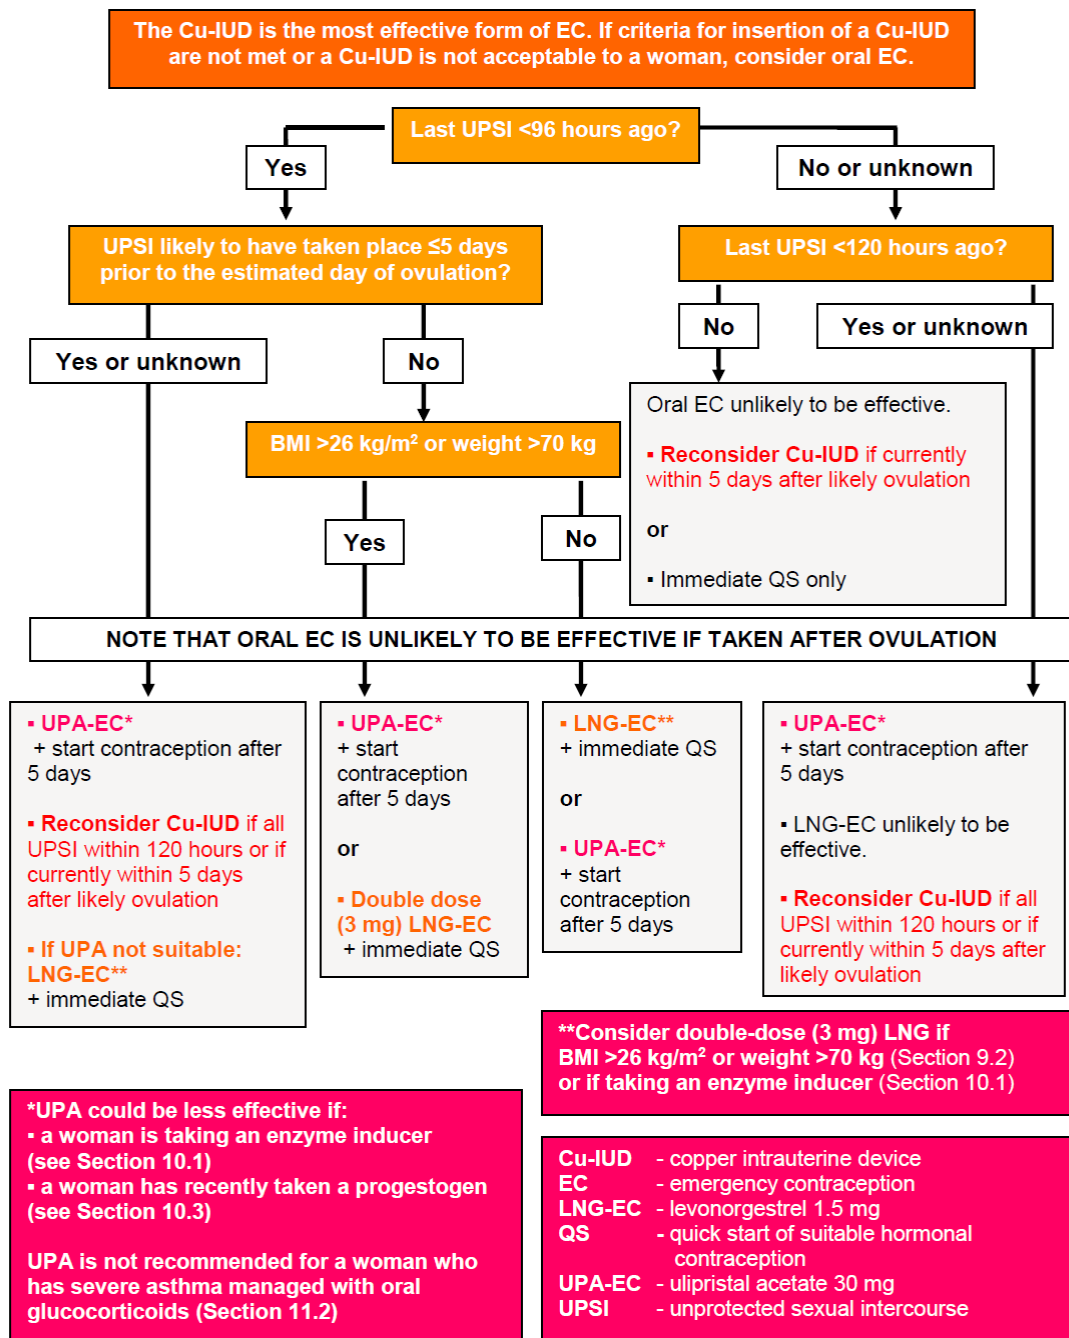 The Cu-IUD is the most effective form of EC. If criteria for insertion of a Cu-IUD
are not met or a Cu-IUD is not acceptable to a woman, consider oral EC.
Last UPSI <96 hours ago?
Yes
No or unknown
UPSI likely to have taken place ≤5 days
prior to the estimated day of ovulation?
Last UPSI <120 hours ago?
Yes or unknown
No
No
Yes or unknown
BMI >26 kg/m² or weight >70 kg
Yes
No
Oral EC unlikely to be effective.
▪ Reconsider Cu-IUD if currently
within 5 days after likely ovulation
or
▪ Immediate QS only
NOTE THAT ORAL EC IS UNLIKELY TO BE EFFECTIVE IF TAKEN AFTER OVULATION
▪ UPA-EC*
+ start contraception after
5 days
▪ Reconsider Cu-IUD if all
UPSI within 120 hours or if
currently within 5 days
after likely ovulation
▪ If UPA not suitable:
LNG-EC**
+ immediate QS
▪ UPA-EC*
+ start
contraception
after 5 days
or
▪ Double dose
(3 mg) LNG-EC
+ immediate QS
▪ LNG-EC**
+ immediate QS
or
▪ UPA-EC*
+ start
contraception
after 5 days
▪ UPA-EC*
+ start contraception after
5 days
▪ LNG-EC unlikely to be
effective.
▪ Reconsider Cu-IUD if all
UPSI within 120 hours or if
currently within 5 days after
likely ovulation
**Consider double-dose (3 mg) LNG if
BMI >26 kg/m² or weight >70 kg (Section 9.2)
or if taking an enzyme inducer (Section 10.1)
*UPA could be less effective if:
▪ a woman is taking an enzyme inducer
(see Section 10.1)
▪ a woman has recently taken a progestogen
(see Section 10.3)
UPA is not recommended for a woman who
has severe asthma managed with oral
glucocorticoids (Section 11.2)
Cu-IUD - copper intrauterine device
EC - emergency contraception
LNG-EC - levonorgestrel 1.5 mg
QS - quick start of suitable hormonal
contraception
UPA-EC - ulipristal acetate 30 mg
UPSI - unprotected sexual intercourse